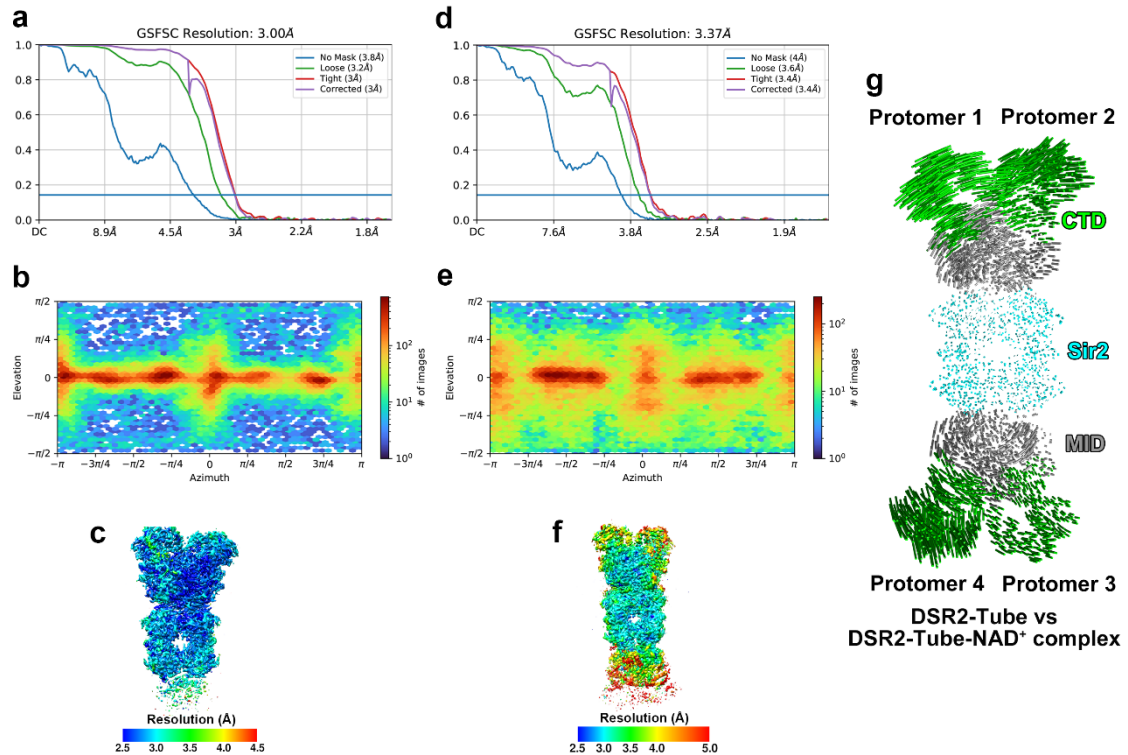 a
GSFSC Resolution: 3.00Å
1.0
0.8
0.6
0.4
0.2
0.0
DC 8.9Å 4.5Å 3Å 2.2Å 1.8Å
No Mask (3.8Å)
Loose (3.2Å)
Tight (3Å)
Corrected (3Å)
d
GSFSC Resolution: 3.37Å
1.0
0.8
0.6
0.4
0.2
0.0
DC 7.6Å 3.8Å 2.5Å 1.9Å
No Mask (4Å)
Loose (3.6Å)
Tight (3.4Å)
Corrected (3.4Å)
b
Elevation
π/2
π/4
0
−π/4
−π/2
−π −3π/4 −π/2 −π/4 0 π/4 π/2 3π/4 π
Azimuth
10²
10¹
10⁰
# of images
e
Elevation
π/2
π/4
0
−π/4
−π/2
−π −3π/4 −π/2 −π/4 0 π/4 π/2 3π/4 π
Azimuth
10²
10¹
10⁰
# of images
c
Resolution (Å)
2.5 3.0 3.5 4.0 4.5
f
Resolution (Å)
2.5 3.0 4.0 5.0
g
Protomer 1 Protomer 2
CTD
Sir2
MID
Protomer 4 Protomer 3
DSR2-Tube vs
DSR2-Tube-NAD⁺ complex